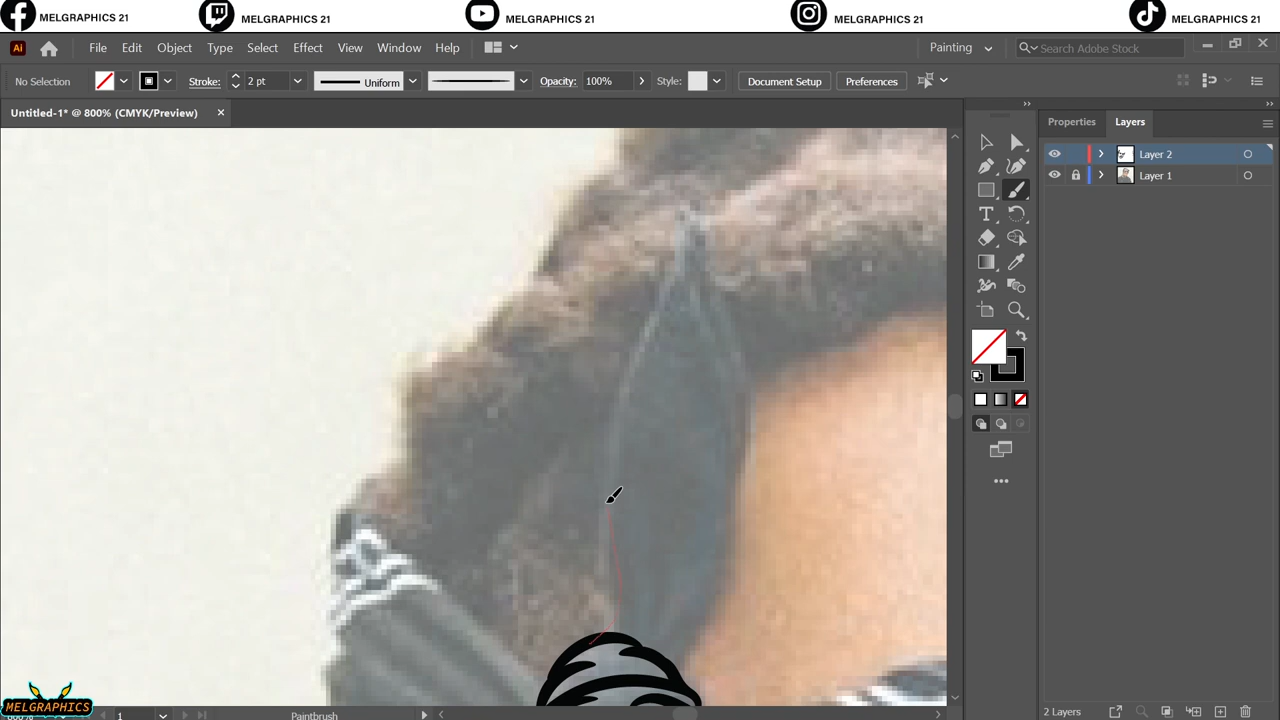 MELGRAPHICS 21 MELGRAPHICS 21 MELGRAPHICS 21 MELGRAPHICS 21 MELGRAPHICS 21
Ai File Edit Object Type Select Effect View Window Help Painting Search Adobe Stock
No Selection Stroke: 2 pt Uniform Opacity: 100% Style: Document Setup Preferences
Untitled-1* @ 800% (CMYK/Preview)
Properties Layers
Layer 2
Layer 1
MELGRAPHICS
1 Paintbrush 2 Layers